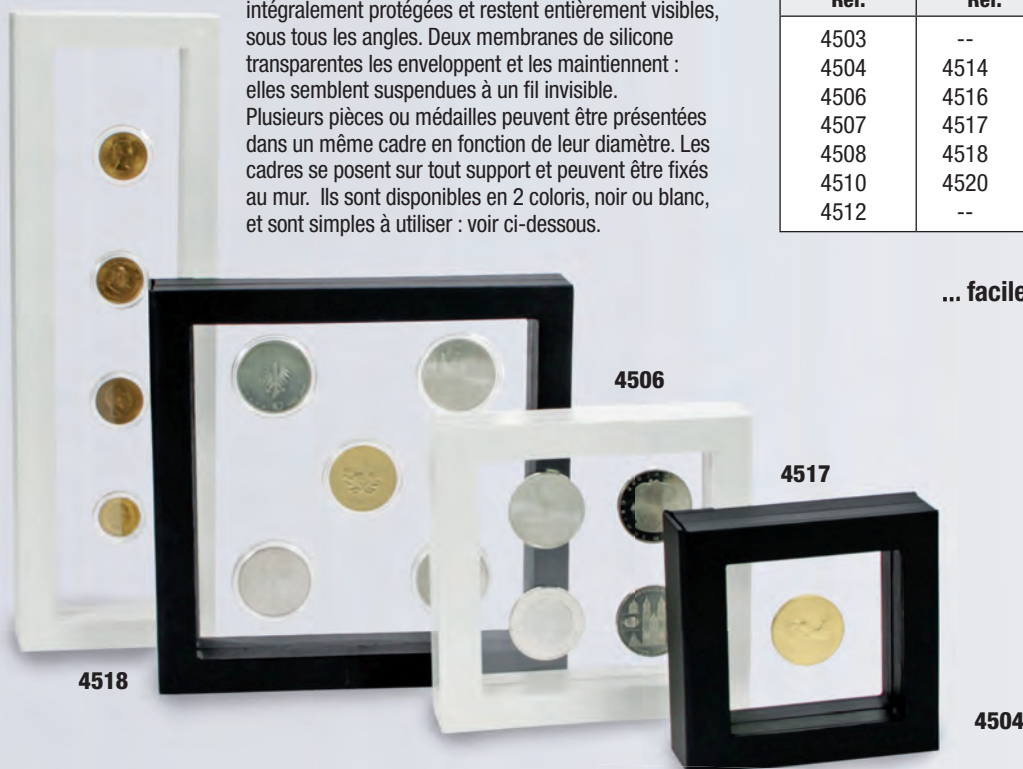 intégralement protégées et restent entièrement visibles,
sous tous les angles. Deux membranes de silicone
transparentes les enveloppent et les maintiennent :
elles semblent suspendues à un fil invisible.
Plusieurs pièces ou médailles peuvent être présentées
dans un même cadre en fonction de leur diamètre. Les
cadres se posent sur tout support et peuvent être fixés
au mur. Ils sont disponibles en 2 coloris, noir ou blanc,
et sont simples à utiliser : voir ci-dessous.
Réf. Réf.
4503 --
4504 4514
4506 4516
4507 4517
4508 4518
4510 4520
4512 --
... facile
4506
4517
4518
4504